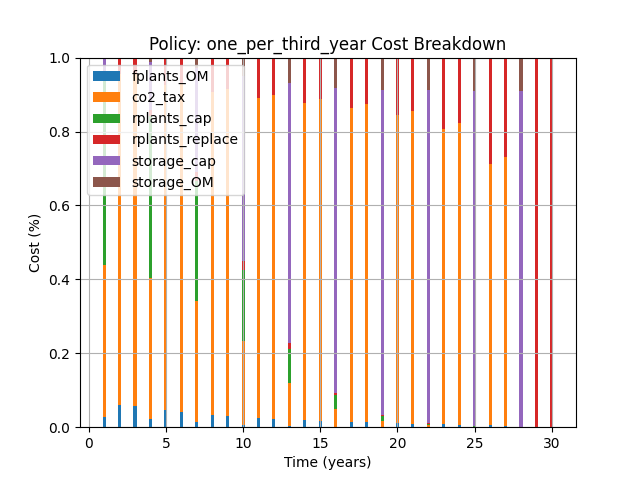 Policy: one_per_third_year Cost Breakdown
1.0
0.8
0.6
0.4
0.2
0.0
Cost (%)
fplants_OM
co2_tax
rplants_cap
rplants_replace
storage_cap
storage_OM
0 5 10 15 20 25 30
Time (years)